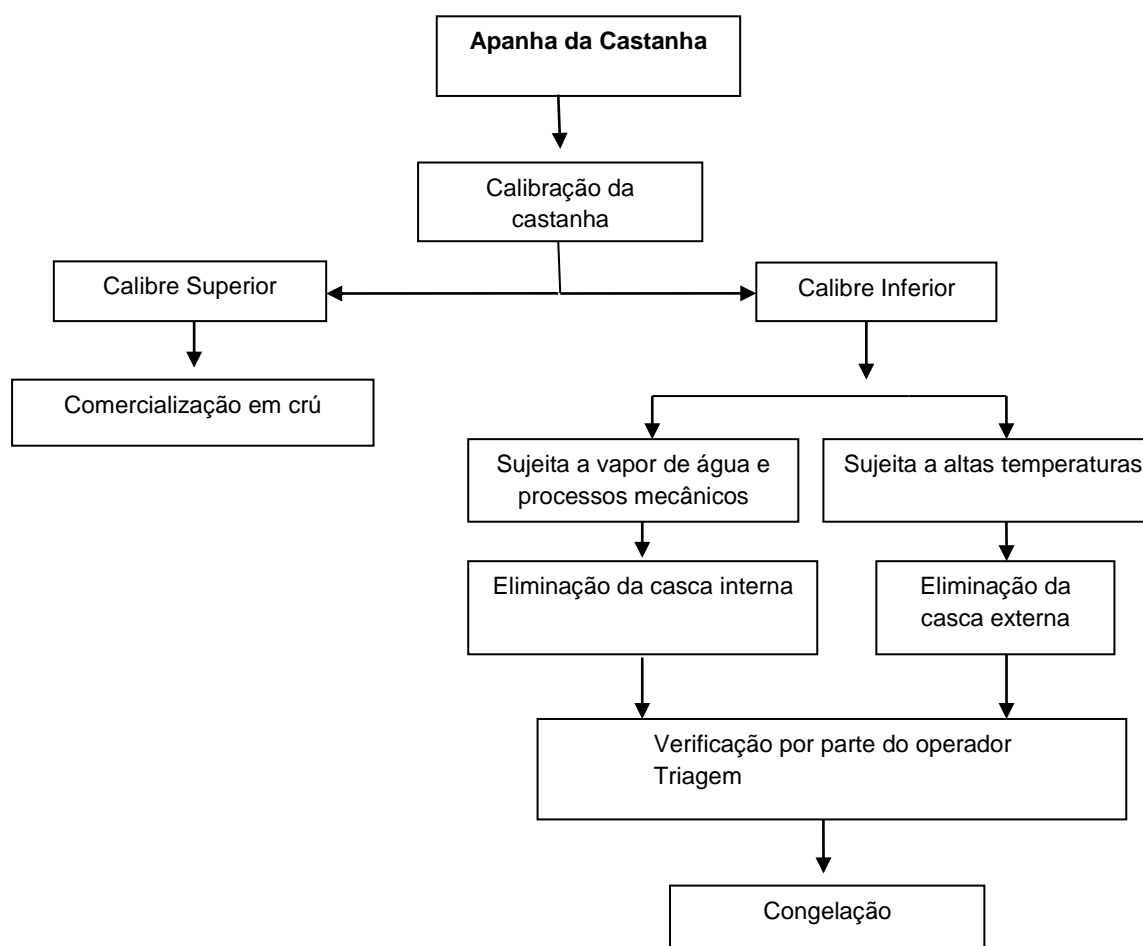 Apanha da Castanha
Calibração da
castanha
Calibre Superior
Calibre Inferior
Comercialização em crú
Sujeita a vapor de água e
processos mecânicos
Sujeita a altas temperaturas
Eliminação da casca interna
Eliminação da
casca externa
Verificação por parte do operador
Triagem
Congelação